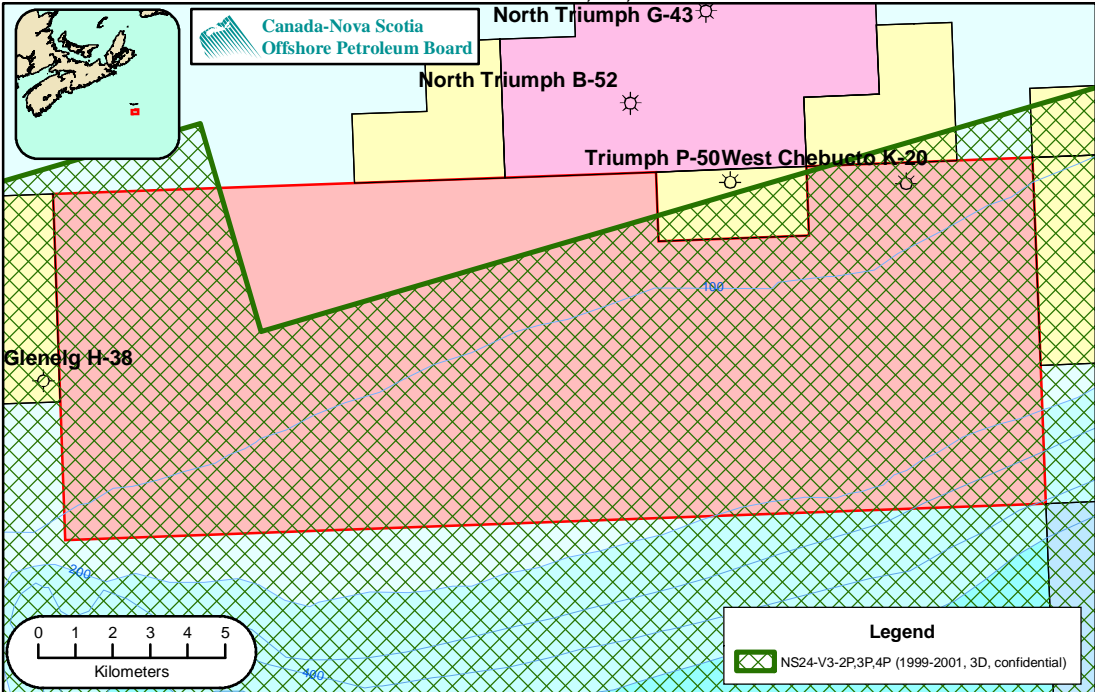 North Triumph G-43
Canada-Nova Scotia
Offshore Petroleum Board
North Triumph B-52
Triumph P-50
West Chebucto K-20
100
Glenelg H-38
200
400
0 1 2 3 4 5
Kilometers
Legend
NS24-V3-2P,3P,4P (1999-2001, 3D, confidential)